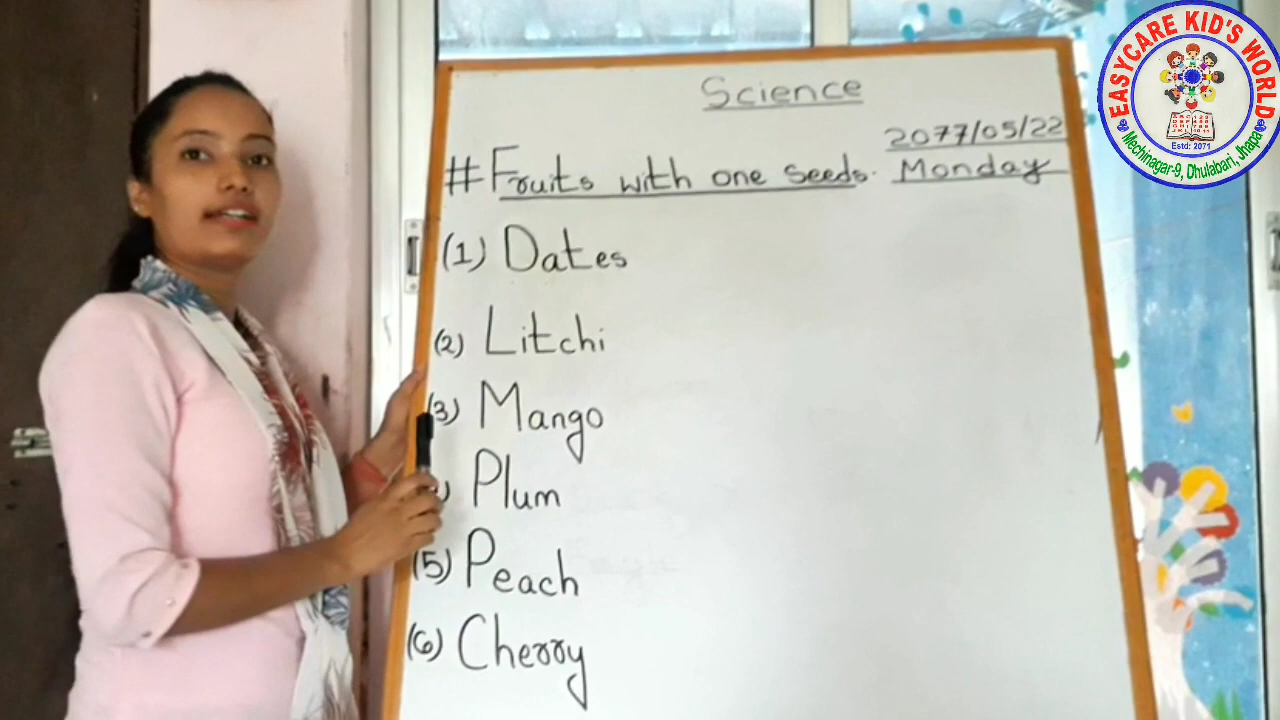 Science
2077/05/22
#Fruits with one seeds.
Monday
(1) Dates
(2) Litchi
(3) Mango
) Plum
(5) Peach
(6) Cherry
EASYCARE KID'S WORLD
Estd: 2071
Mechinagar-9, Dhulabari, Jhapa